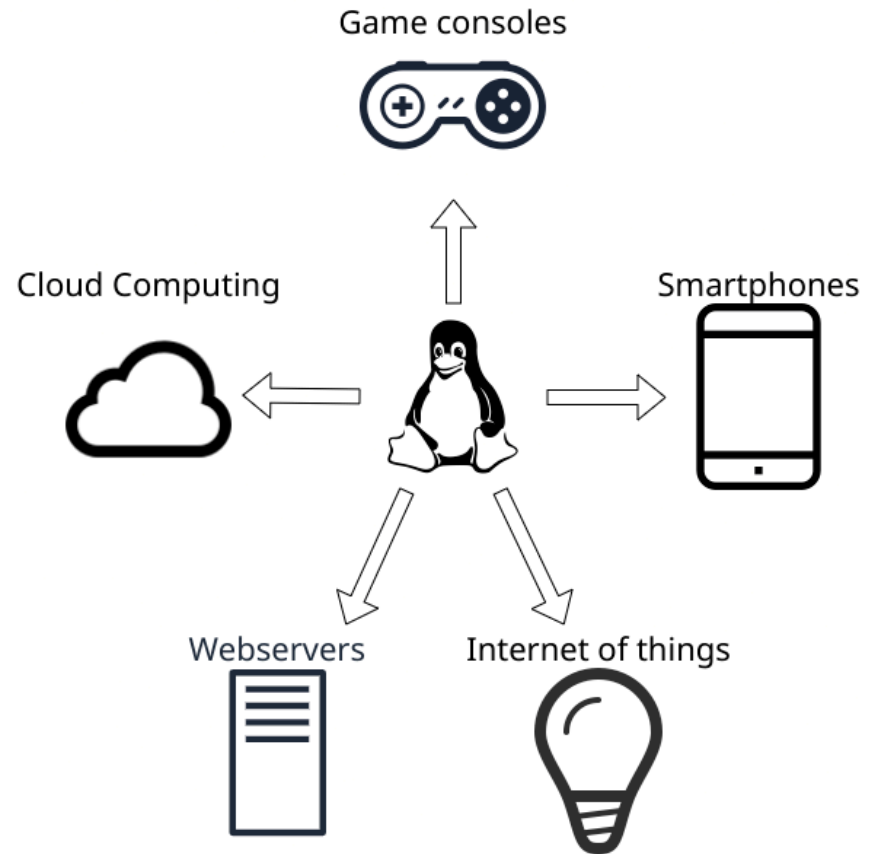 Game consoles
Cloud Computing
Smartphones
Webservers
Internet of things